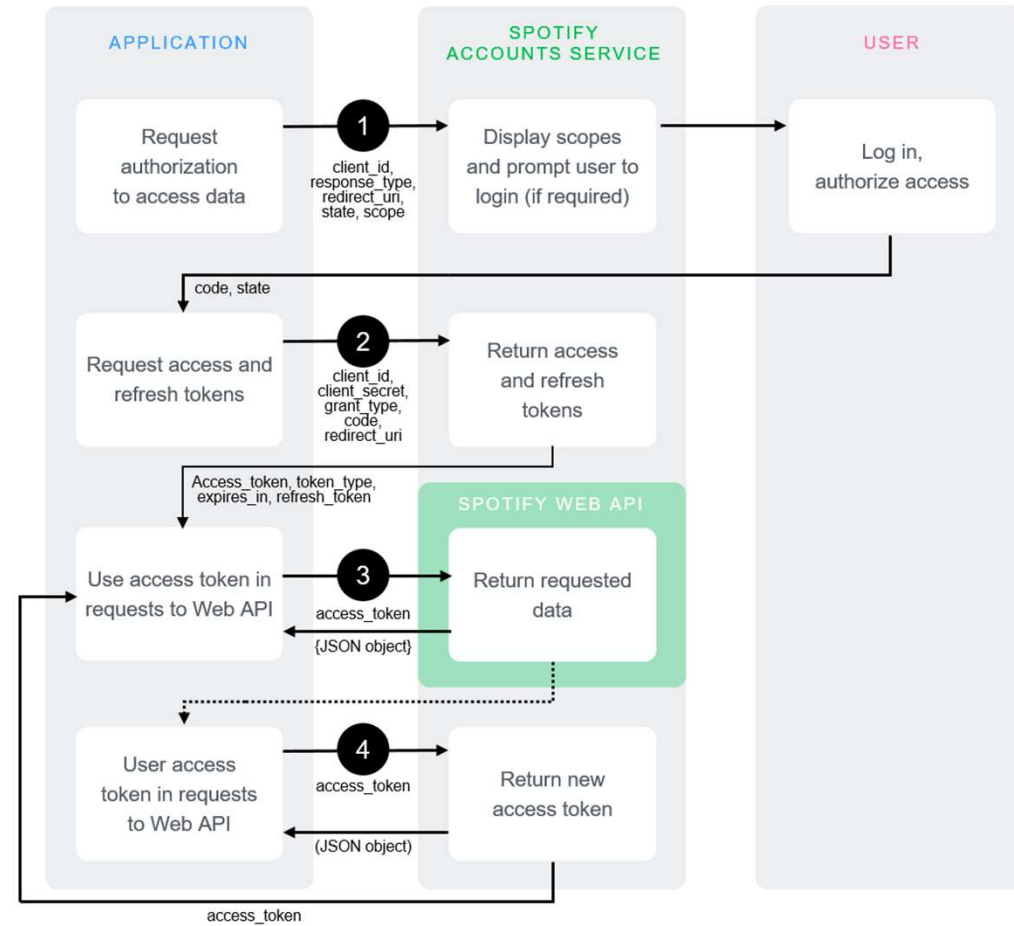 APPLICATION
SPOTIFY
ACCOUNTS SERVICE
USER
Request
authorization
to access data
1
client_id,
response_type,
redirect_uri,
state, scope
Display scopes
and prompt user to
login (if required)
Log in,
authorize access
code, state
Request access and
refresh tokens
2
client_id,
client_secret,
grant_type,
code,
redirect_uri
Return access
and refresh
tokens
Access_token, token_type,
expires_in, refresh_token
SPOTIFY WEB API
Use access token in
requests to Web API
3
access_token
{JSON object}
Return requested
data
User access
token in requests
to Web API
4
access_token
(JSON object)
Return new
access token
access_token